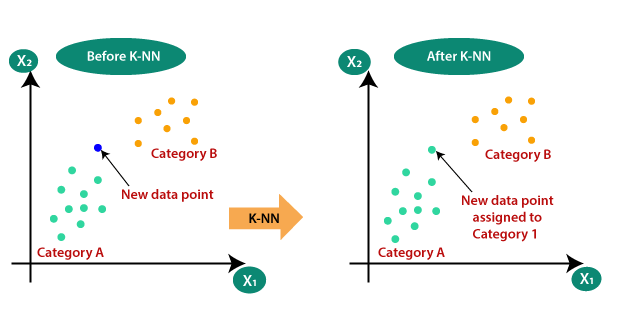 Before K-NN
X₂
Category B
New data point
Category A
X₁
K-NN
After K-NN
X₂
Category B
New data point
assigned to
Category 1
Category A
X₁